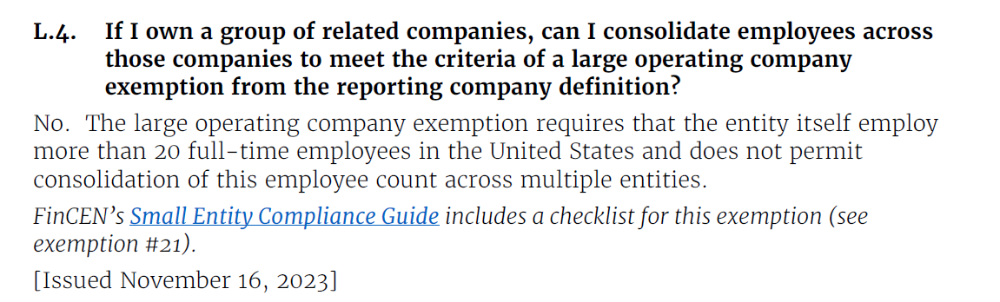 L.4. If I own a group of related companies, can I consolidate employees across
those companies to meet the criteria of a large operating company
exemption from the reporting company definition?
No. The large operating company exemption requires that the entity itself employ
more than 20 full-time employees in the United States and does not permit
consolidation of this employee count across multiple entities.
FinCEN’s Small Entity Compliance Guide includes a checklist for this exemption (see
exemption #21).
[Issued November 16, 2023]